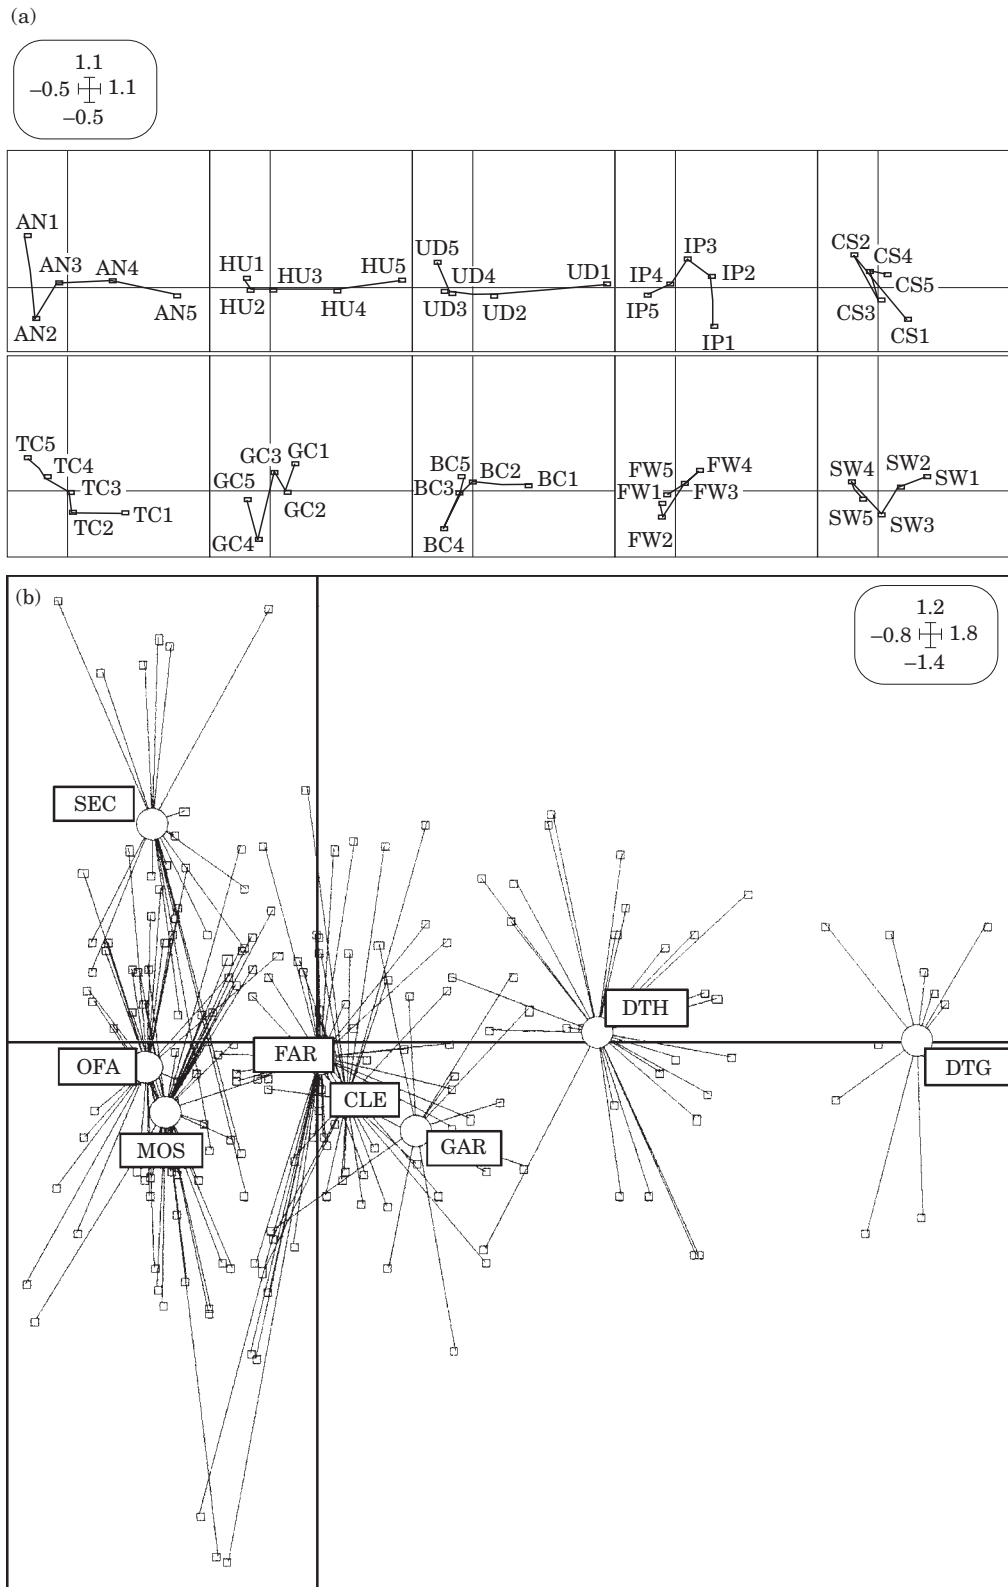 (a)
1.1
–0.5 1.1
–0.5
AN1
AN3 AN4
AN2 AN5
HU1 HU3 HU5
HU2 HU4
UD5 UD4 UD1
UD3 UD2
IP3
IP4 IP2
IP5
IP1
CS2 CS4
CS5
CS3
CS1
TC5
TC4
TC3
TC2 TC1
GC3 GC1
GC5
GC2
GC4
BC5 BC2 BC1
BC3
BC4
FW5 FW4
FW1 FW3
FW2
SW4 SW2 SW1
SW5 SW3
(b)
1.2
–0.8 1.8
–1.4
SEC
DTH
FAR
OFA
DTG
CLE
MOS
GAR